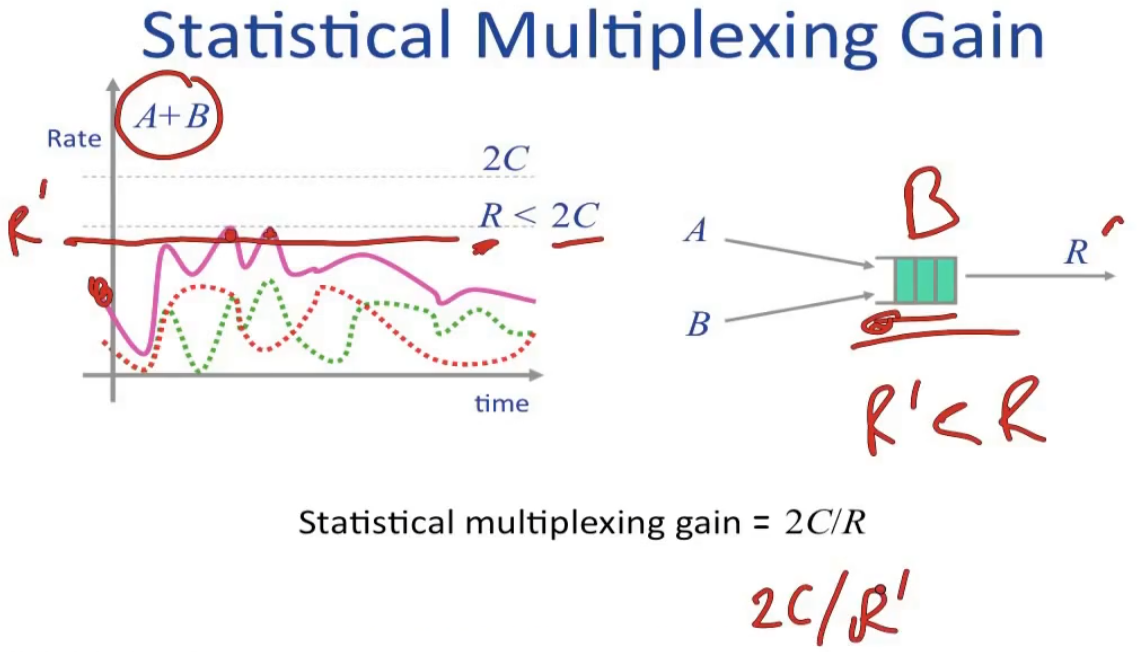 Statistical Multiplexing Gain
A+B
Rate
2C
R'
R < 2C
time
B
A
B
R'
R' < R
Statistical multiplexing gain = 2C/R
2C/R'